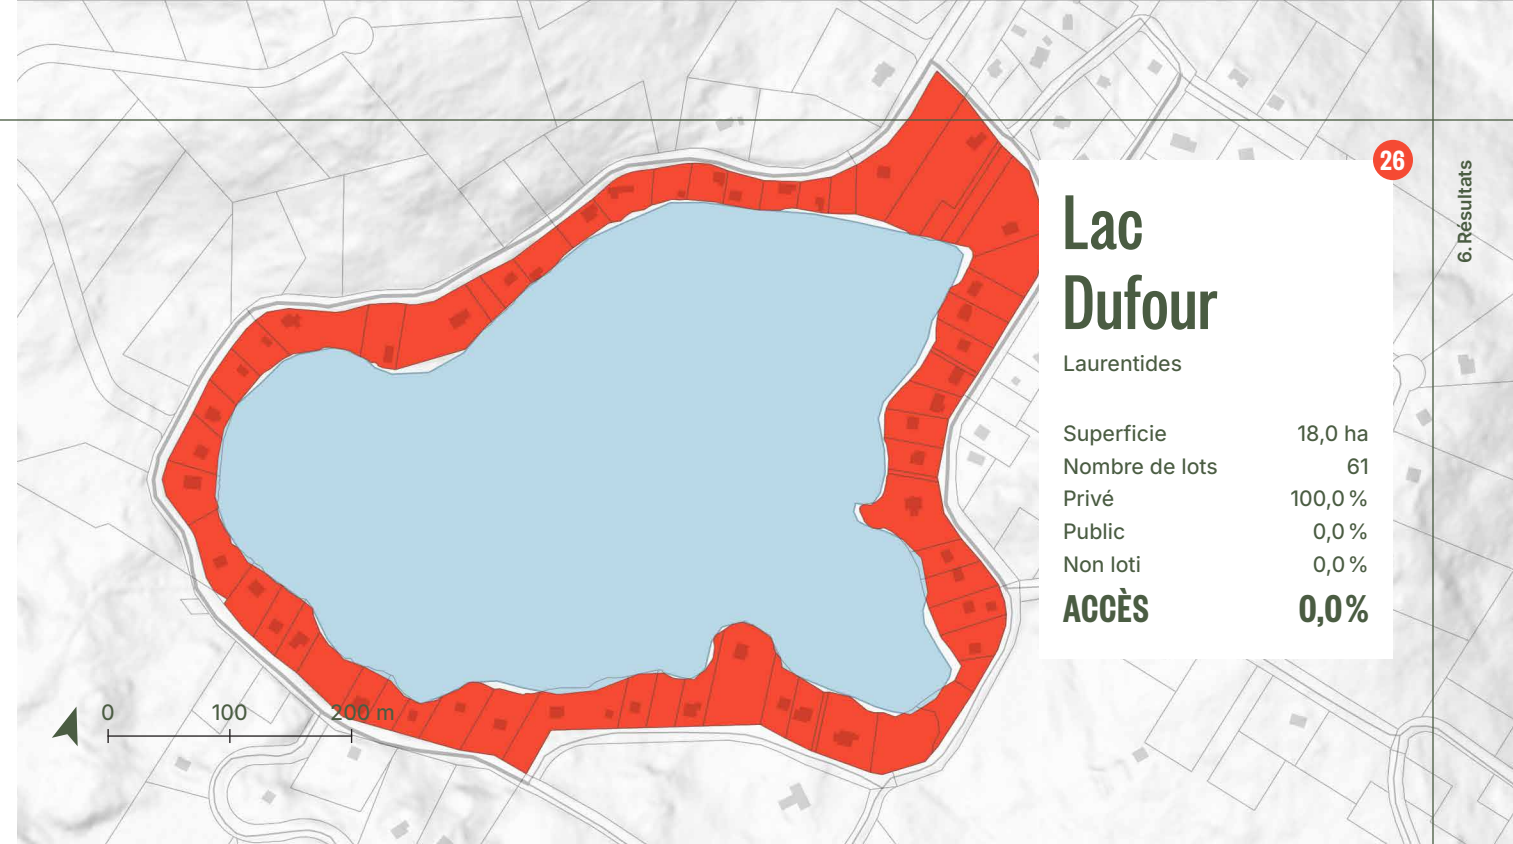 26
6. Résultats
Lac
Dufour
Laurentides
Superficie 18,0 ha
Nombre de lots 61
Privé 100,0 %
Public 0,0 %
Non loti 0,0 %
ACCÈS 0,0 %
0 100 200 m